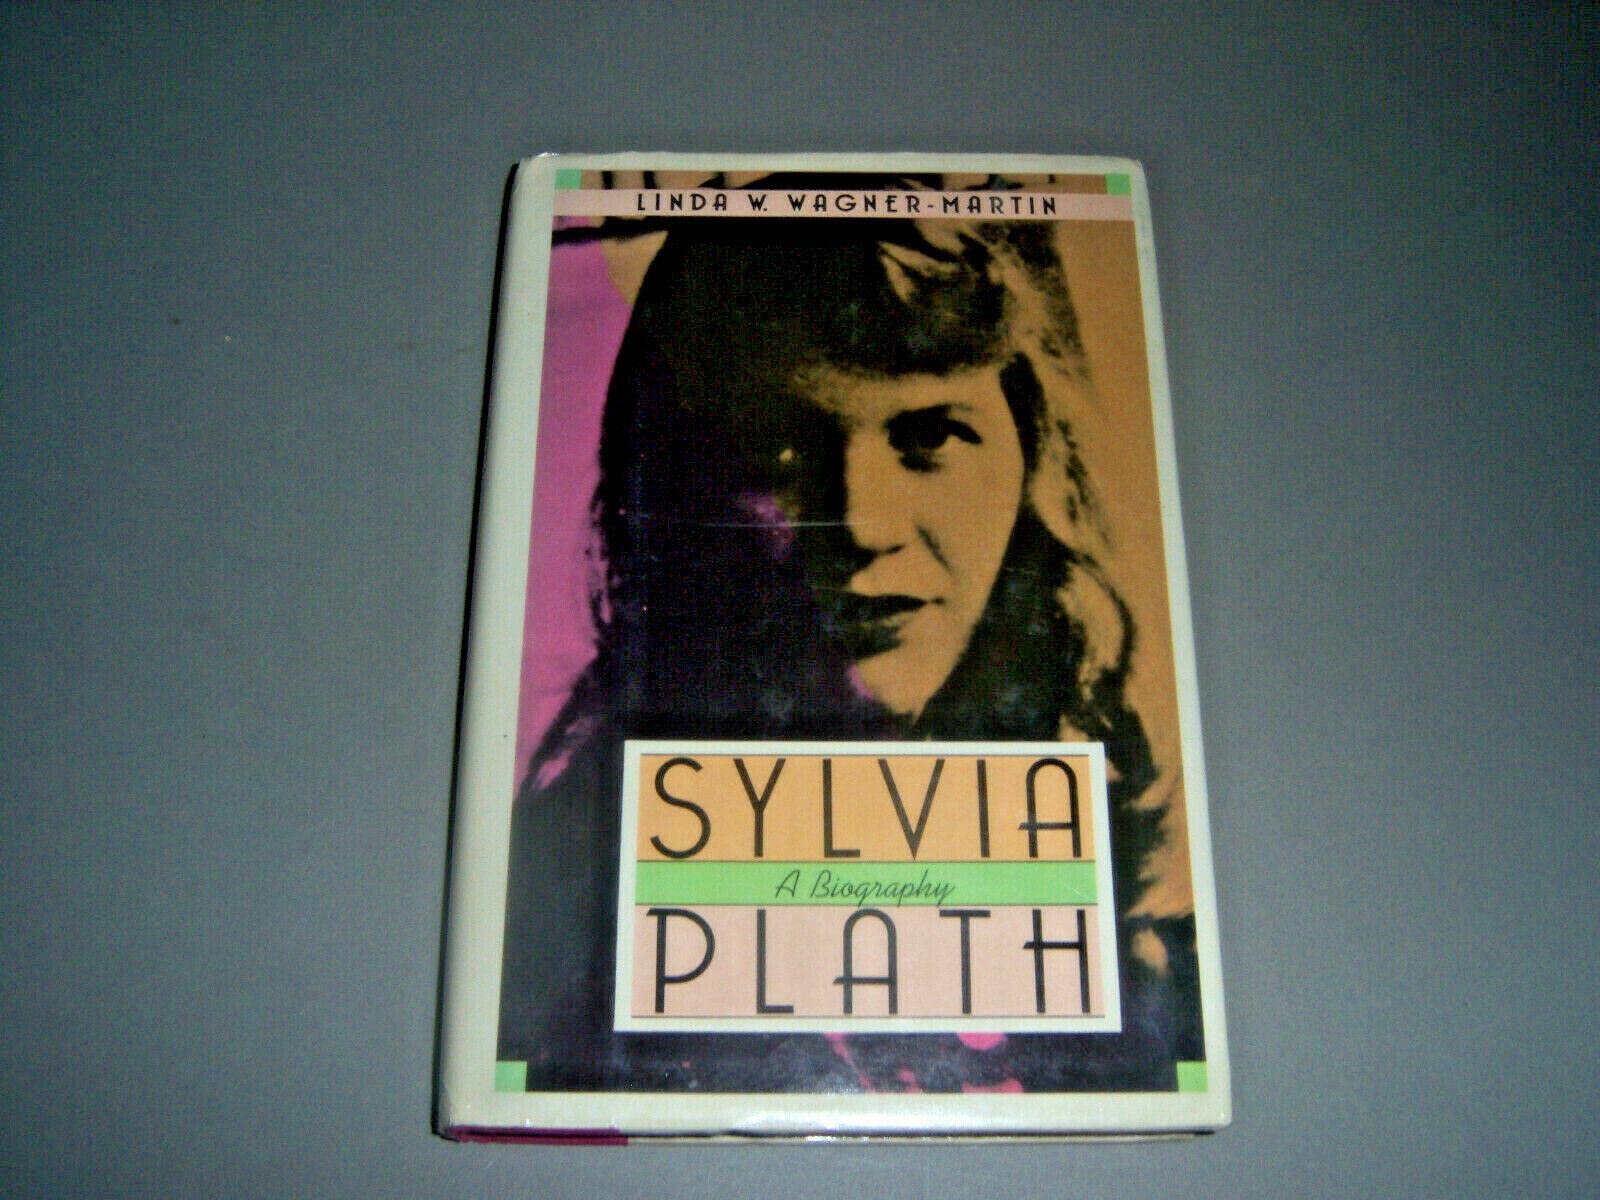 LINDA W. WAGNER-MARTIN
SYLVIA
A Biography
PLATH